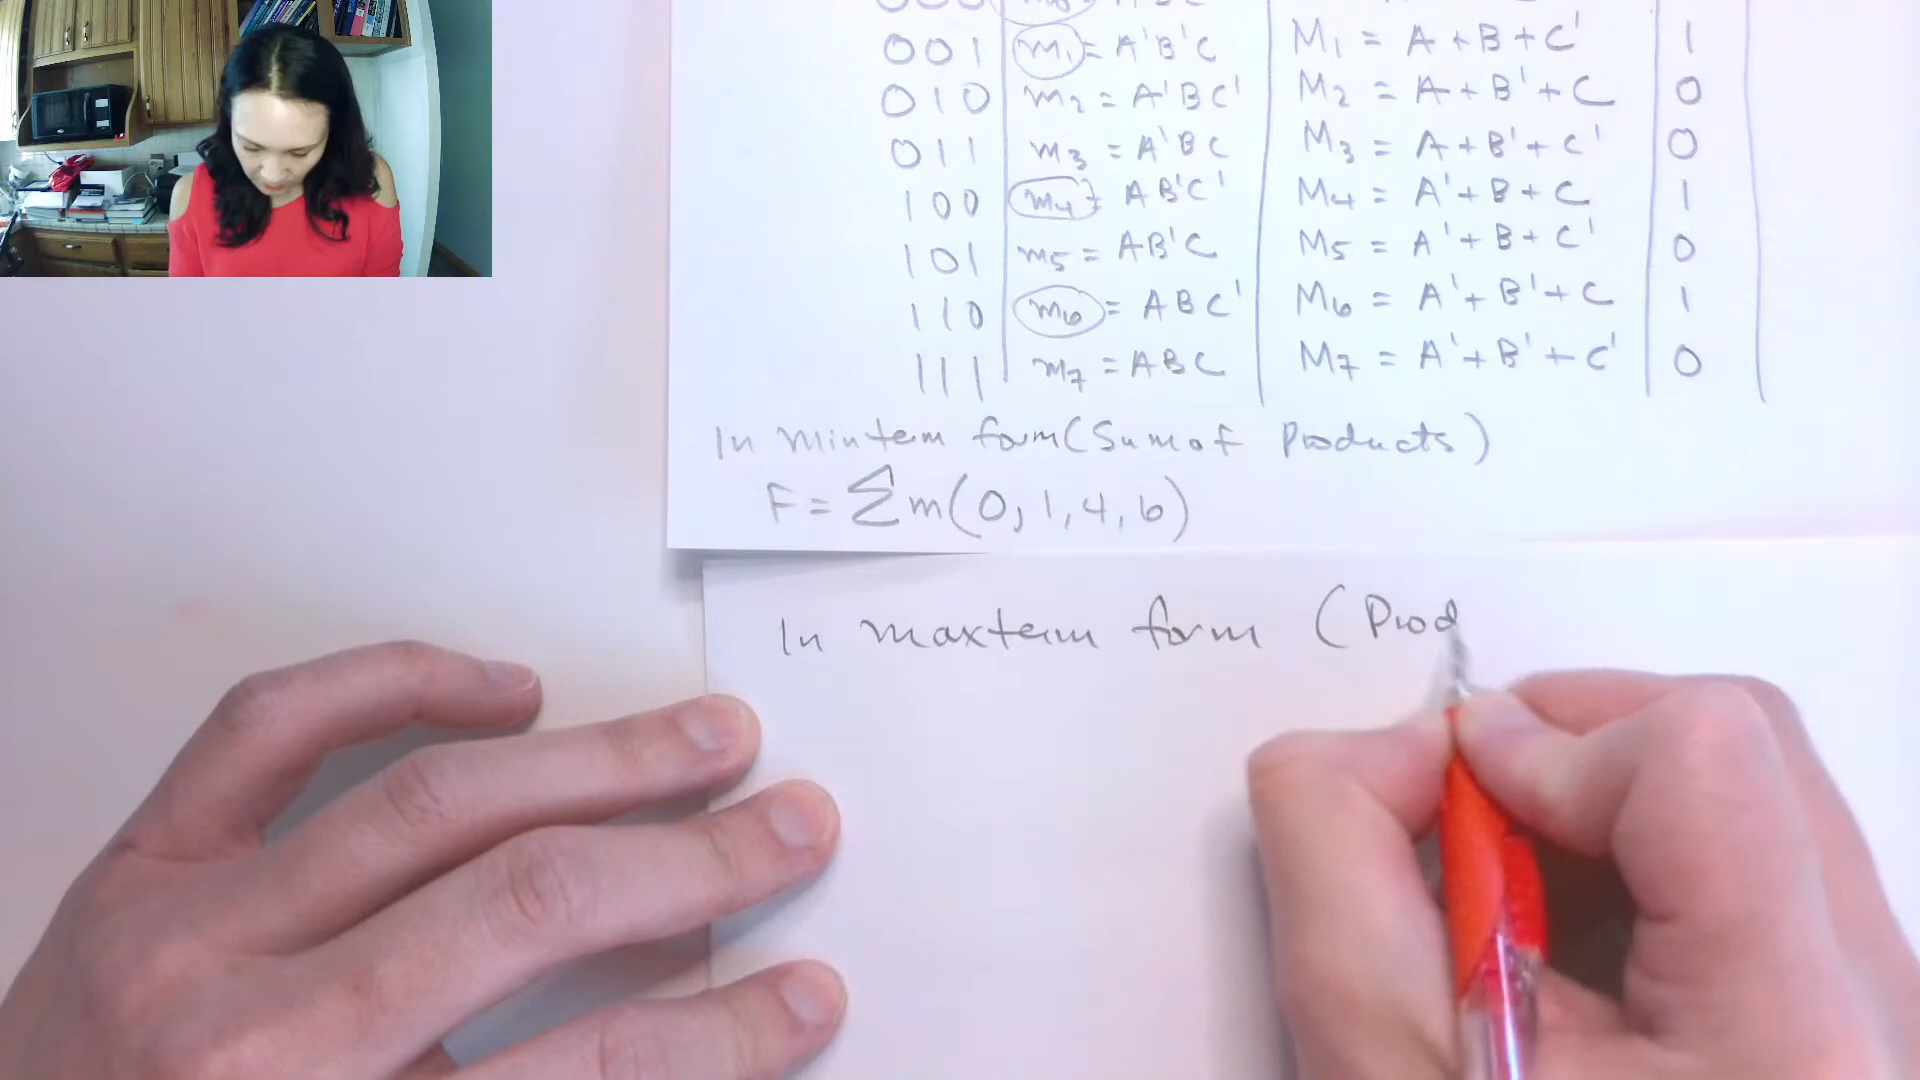 001 m1 = A'B'C M1 = A+B+C' 1
010 m2 = A'BC' M2 = A+B'+C 0
011 m3 = A'BC M3 = A+B'+C' 0
100 m4 = AB'C' M4 = A'+B+C 1
101 m5 = AB'C M5 = A'+B+C' 0
110 m6 = ABC' M6 = A'+B'+C 1
111 m7 = ABC M7 = A'+B'+C' 0
In Mintem form (Sum of Products)
F = Σm(0,1,4,6)
In maxterm form (Prod